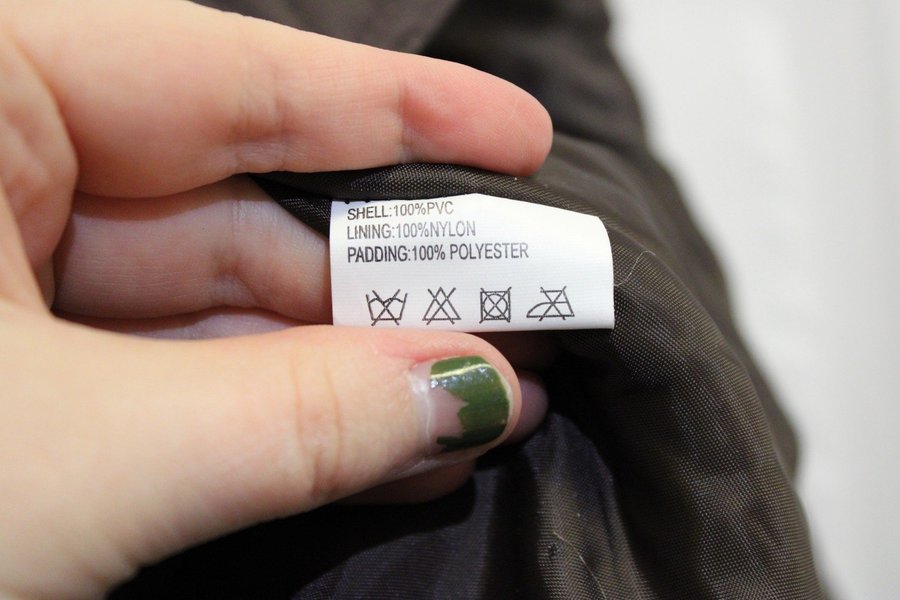 SHELL:100%PVC
LINING:100%NYLON
PADDING:100% POLYESTER